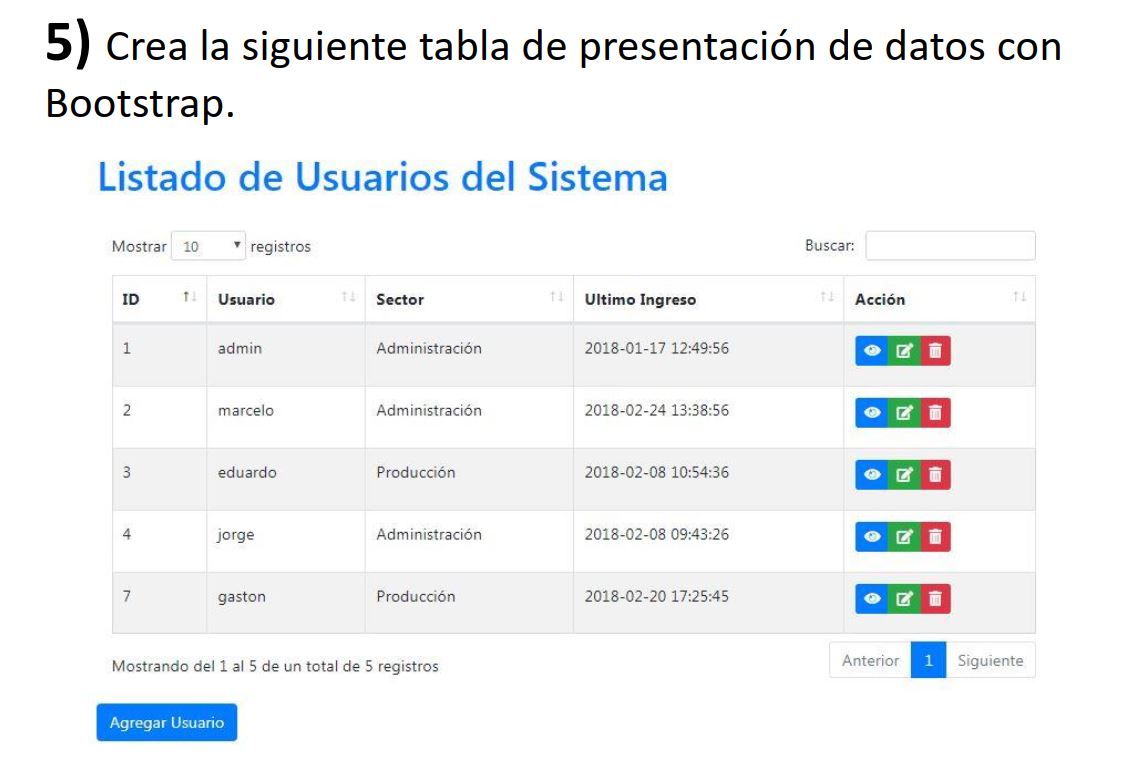 5) Crea la siguiente tabla de presentación de datos con
Bootstrap.
Listado de Usuarios del Sistema
Mostrar 10 registros Buscar:
ID Usuario Sector Ultimo Ingreso Acción
1 admin Administración 2018-01-17 12:49:56
2 marcelo Administración 2018-02-24 13:38:56
3 eduardo Producción 2018-02-08 10:54:36
4 jorge Administración 2018-02-08 09:43:26
7 gaston Producción 2018-02-20 17:25:45
Mostrando del 1 al 5 de un total de 5 registros Anterior 1 Siguiente
Agregar Usuario